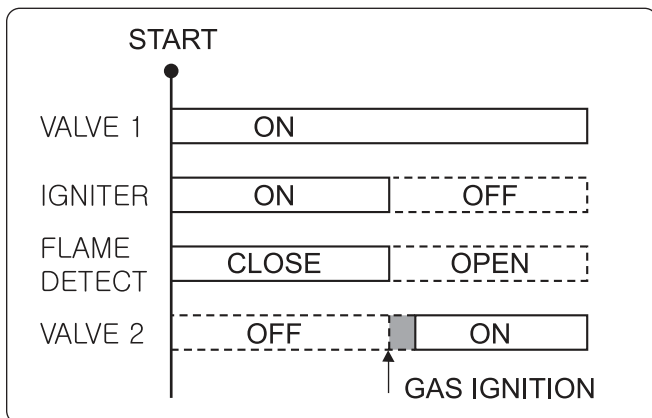 START
VALVE 1 ON
IGNITER ON OFF
FLAME
DETECT CLOSE OPEN
VALVE 2 OFF ON
GAS IGNITION